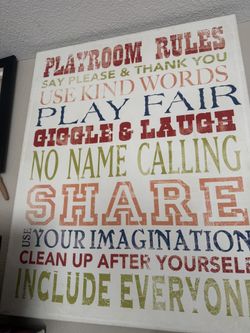 PLAYROOM RULES
SAY PLEASE & THANK YOU
USE KIND WORDS
PLAY FAIR
GIGGLE & LAUGH
NO NAME CALLING
SHARE
USE YOUR IMAGINATION
CLEAN UP AFTER YOURSELF
INCLUDE EVERYONE